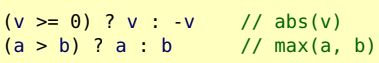 (v >= 0) ? v : -v    // abs(v)
(a > b) ? a : b      // max(a, b)